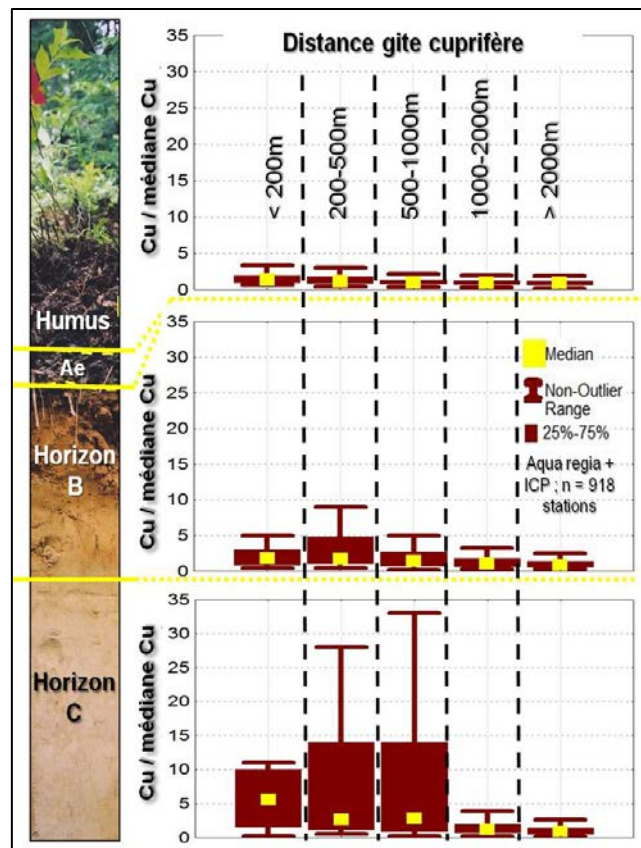 Distance gite cuprifère
Cu / médiane Cu
35
30
25
20
15
10
5
0
< 200m
200-500m
500-1000m
1000-2000m
> 2000m
Humus
Ae
Horizon
B
Cu / médiane Cu
35
30
25
20
15
10
5
0
Median
Non-Outlier
Range
25%-75%
Aqua regia +
ICP ; n = 918
stations
Horizon
C
Cu / médiane Cu
35
30
25
20
15
10
5
0